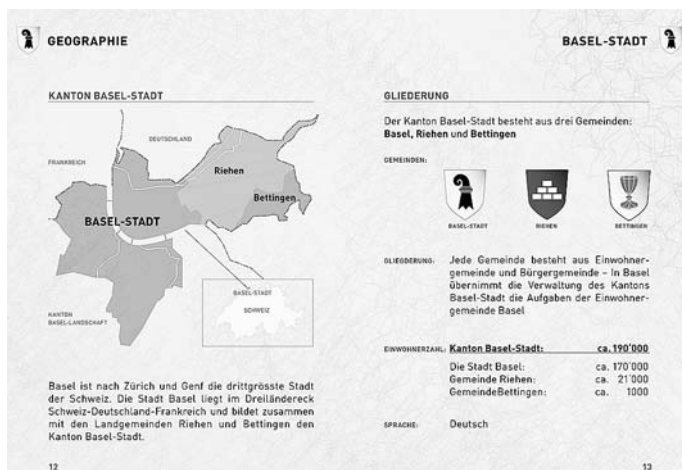 GEOGRAPHIE
KANTON BASEL-STADT
DEUTSCHLAND
FRANKREICH
Riehen
Bettingen
BASEL-STADT
BASEL-STADT
SCHWEIZ
KANTON
BASEL-LANDSCHAFT
Basel ist nach Zürich und Genf die drittgrösste Stadt
der Schweiz. Die Stadt Basel liegt im Dreiländereck
Schweiz-Deutschland-Frankreich und bildet zusammen
mit den Landgemeinden Riehen und Bettingen den
Kanton Basel-Stadt.
12
BASEL-STADT
GLIEDERUNG
Der Kanton Basel-Stadt besteht aus drei Gemeinden:
Basel, Riehen und Bettingen
GEMEINDEN:
BASEL-STADT RIEHEN BETTINGEN
GLIEGDERUNG: Jede Gemeinde besteht aus Einwohner-
gemeinde und Bürgergemeinde – In Basel
übernimmt die Verwaltung des Kantons
Basel-Stadt die Aufgaben der Einwohner-
gemeinde Basel
EINWOHNERZAHL: Kanton Basel-Stadt: ca. 190'000
Die Stadt Basel: ca. 170'000
Gemeinde Riehen: ca. 21'000
GemeindeBettingen: ca. 1000
SPRACHE: Deutsch
13